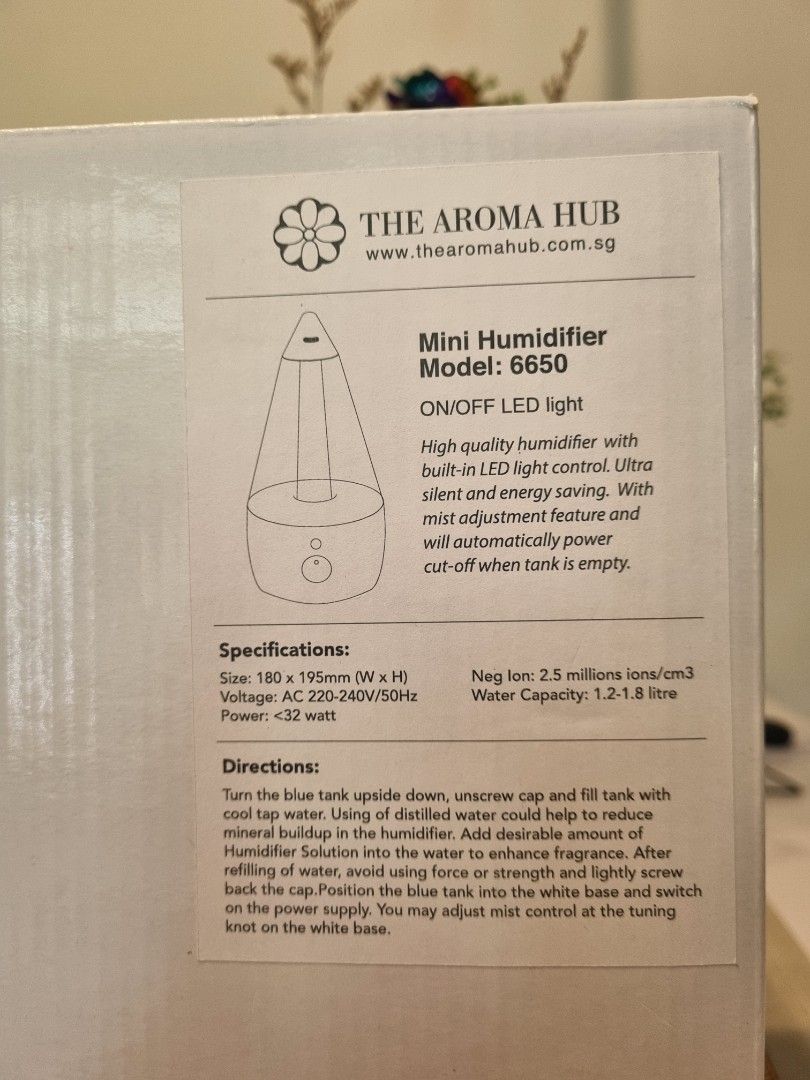 THE AROMA HUB
www.thearomahub.com.sg
Mini Humidifier
Model: 6650
ON/OFF LED light
High quality humidifier with
built-in LED light control. Ultra
silent and energy saving. With
mist adjustment feature and
will automatically power
cut-off when tank is empty.
Specifications:
Size: 180 x 195mm (W x H)
Voltage: AC 220-240V/50Hz
Power: <32 watt
Neg Ion: 2.5 millions ions/cm3
Water Capacity: 1.2-1.8 litre
Directions:
Turn the blue tank upside down, unscrew cap and fill tank with
cool tap water. Using of distilled water could help to reduce
mineral buildup in the humidifier. Add desirable amount of
Humidifier Solution into the water to enhance fragrance. After
refilling of water, avoid using force or strength and lightly screw
back the cap.Position the blue tank into the white base and switch
on the power supply. You may adjust mist control at the tuning
knot on the white base.